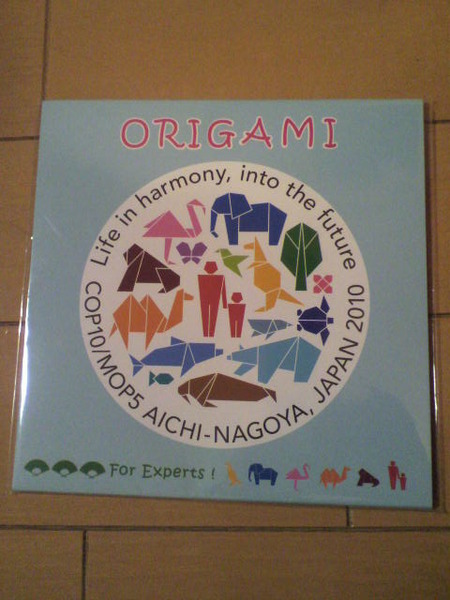 ORIGAMI
Life in harmony, into the future
COP10/MOP5 AICHI-NAGOYA, JAPAN 2010
For Experts !